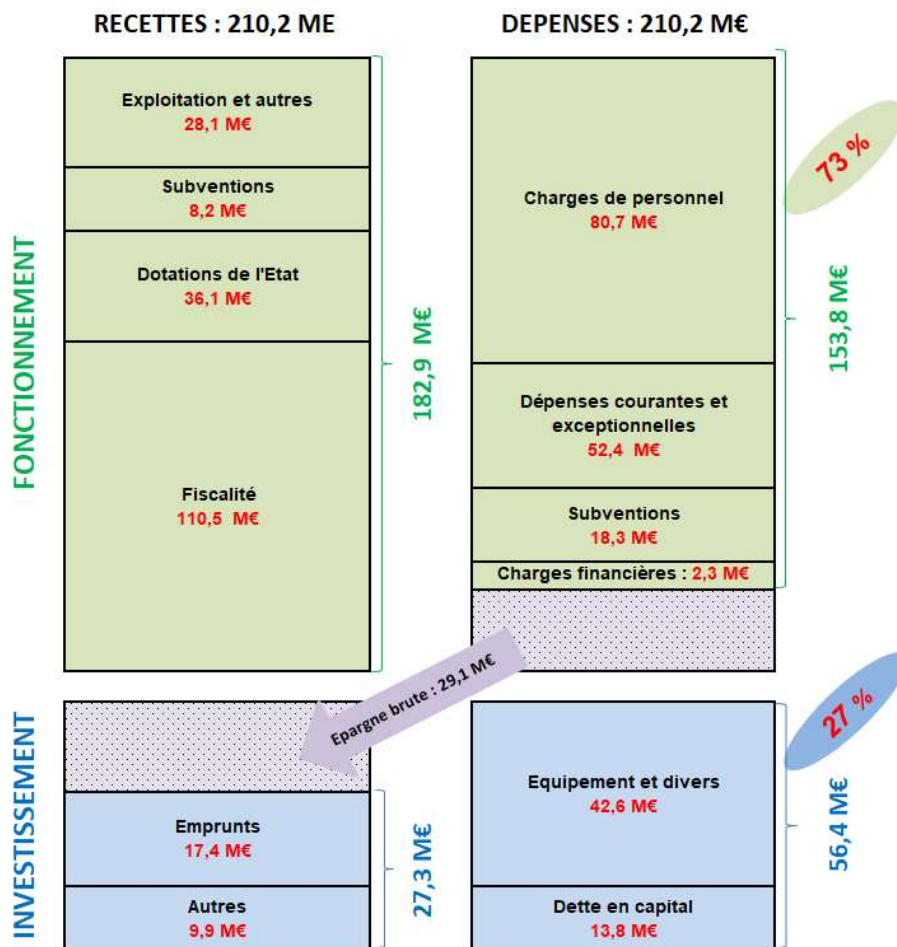 RECETTES : 210,2 ME
DEPENSES : 210,2 M€
FONCTIONNEMENT
Exploitation et autres
28,1 M€
Subventions
8,2 M€
Dotations de l'Etat
36,1 M€
Fiscalité
110,5 M€
182,9 M€
Charges de personnel
80,7 M€
Dépenses courantes et
exceptionnelles
52,4 M€
Subventions
18,3 M€
Charges financières : 2,3 M€
73 %
153,8 M€
Epargne brute : 29,1 M€
INVESTISSEMENT
Emprunts
17,4 M€
Autres
9,9 M€
27,3 M€
Equipement et divers
42,6 M€
Dette en capital
13,8 M€
27 %
56,4 M€